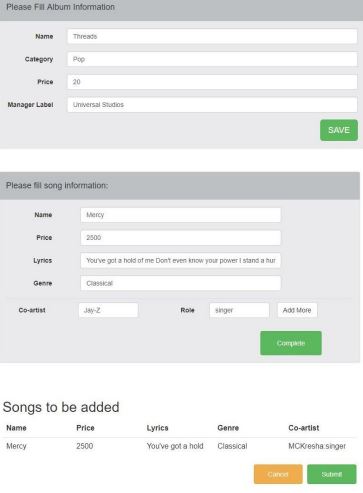 Please Fill Album Information
Name Threads
Category Pop
Price 20
Manager Label Universal Studios
SAVE
Please fill song information:
Name Mercy
Price 2500
Lyrics You've got a hold of me Don't even know your power I stand a hur
Genre Classical
Co-artist Jay-Z Role singer Add More
Complete
Songs to be added
Name Price Lyrics Genre Co-artist
Mercy 2500 You've got a hold Classical MCKresha:singer
Cancel Submit